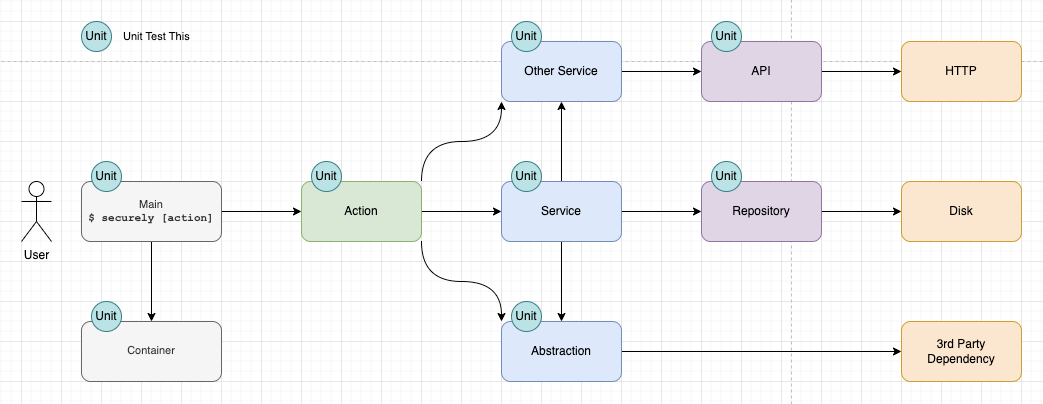 Unit
Unit Test This
Unit
Other Service
Unit
API
HTTP
User
Unit
Main
$ securely [action]
Unit
Action
Unit
Service
Unit
Repository
Disk
Unit
Container
Unit
Abstraction
3rd Party
Dependency